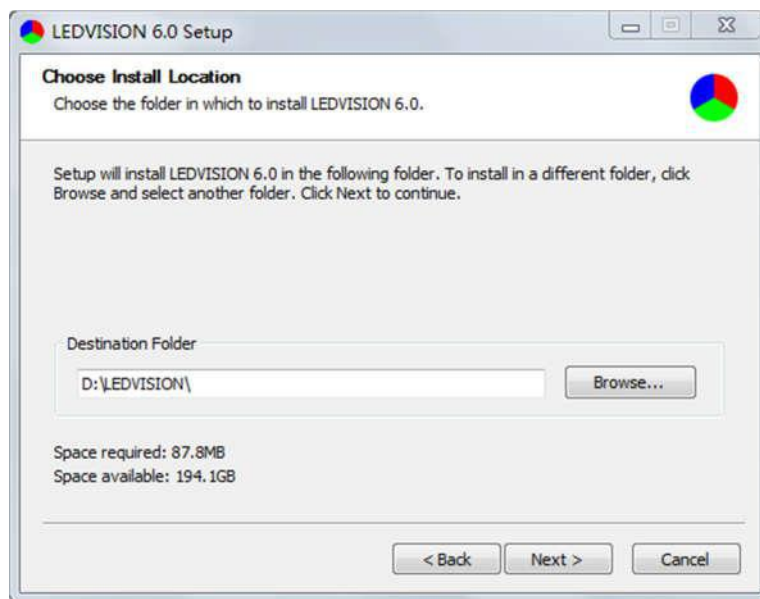 LEDVISION 6.0 Setup
Choose Install Location
Choose the folder in which to install LEDVISION 6.0.
Setup will install LEDVISION 6.0 in the following folder. To install in a different folder, click
Browse and select another folder. Click Next to continue.
Destination Folder
D:\LEDVISION\
Browse...
Space required: 87.8MB
Space available: 194.1GB
< Back
Next >
Cancel